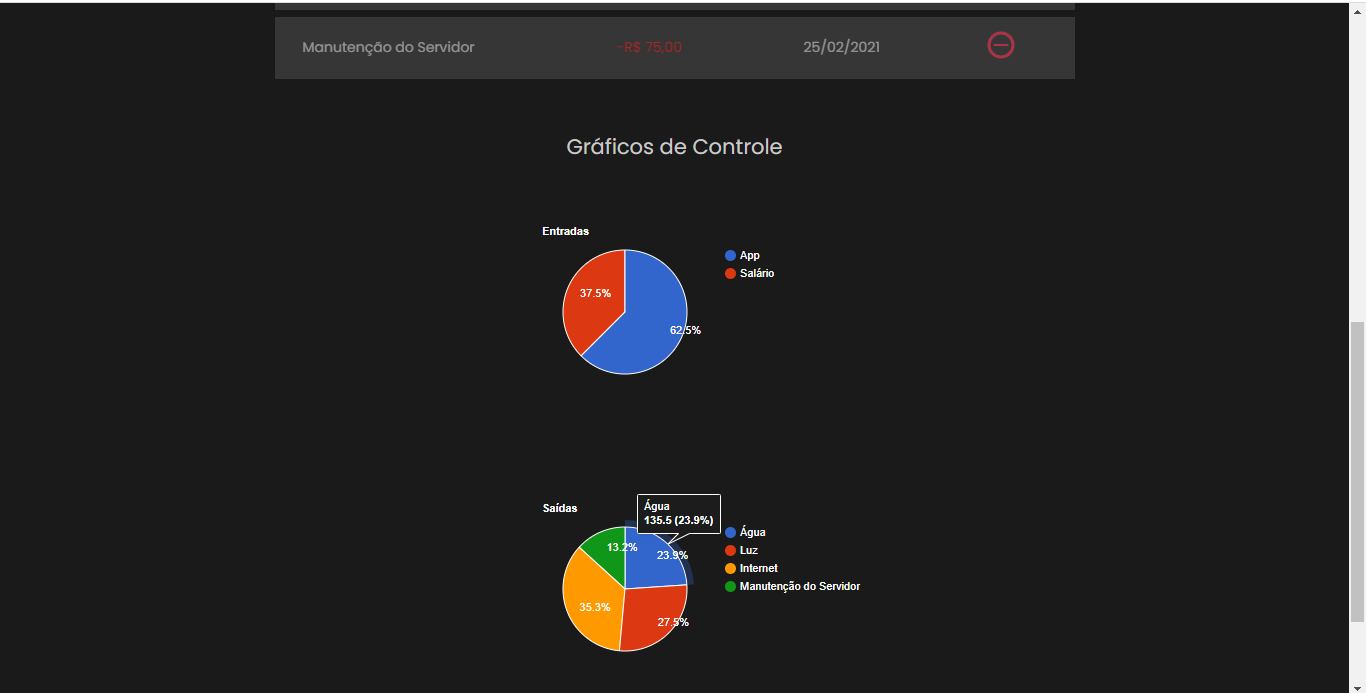 Manutenção do Servidor -R$ 75,00 25/02/2021
Gráficos de Controle
Entradas
App
Salário
37.5%
62.5%
Saídas
Água
135.5 (23.9%)
Água
Luz
Internet
Manutenção do Servidor
13.2%
23.9%
35.3%
27.5%